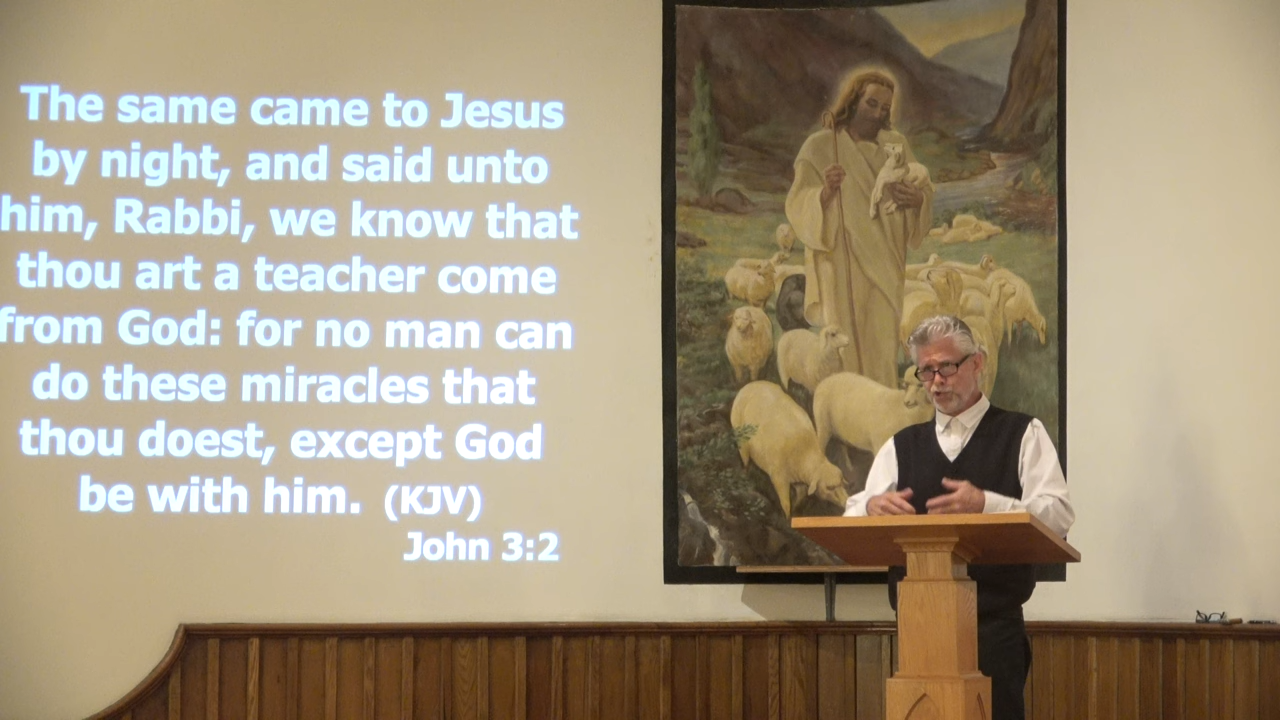 The same came to Jesus
by night, and said unto
him, Rabbi, we know that
thou art a teacher come
from God: for no man can
do these miracles that
thou doest, except God
be with him. (KJV)
John 3:2